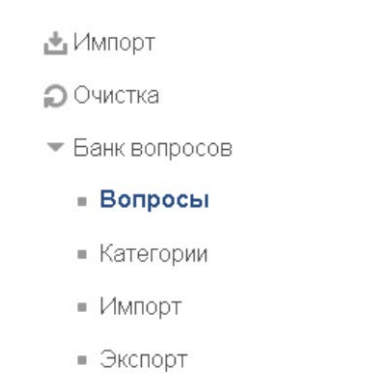 Импорт
Очистка
Банк вопросов
Вопросы
Категории
Импорт
Экспорт